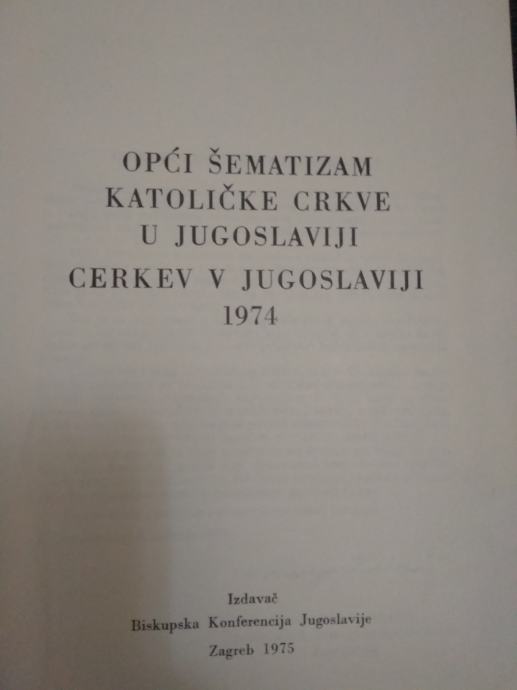 OPĆI ŠEMATIZAM
KATOLIČKE CRKVE
U JUGOSLAVIJI
CERKEV V JUGOSLAVIJI
1974
Izdavač
Biskupska Konferencija Jugoslavije
Zagreb 1975